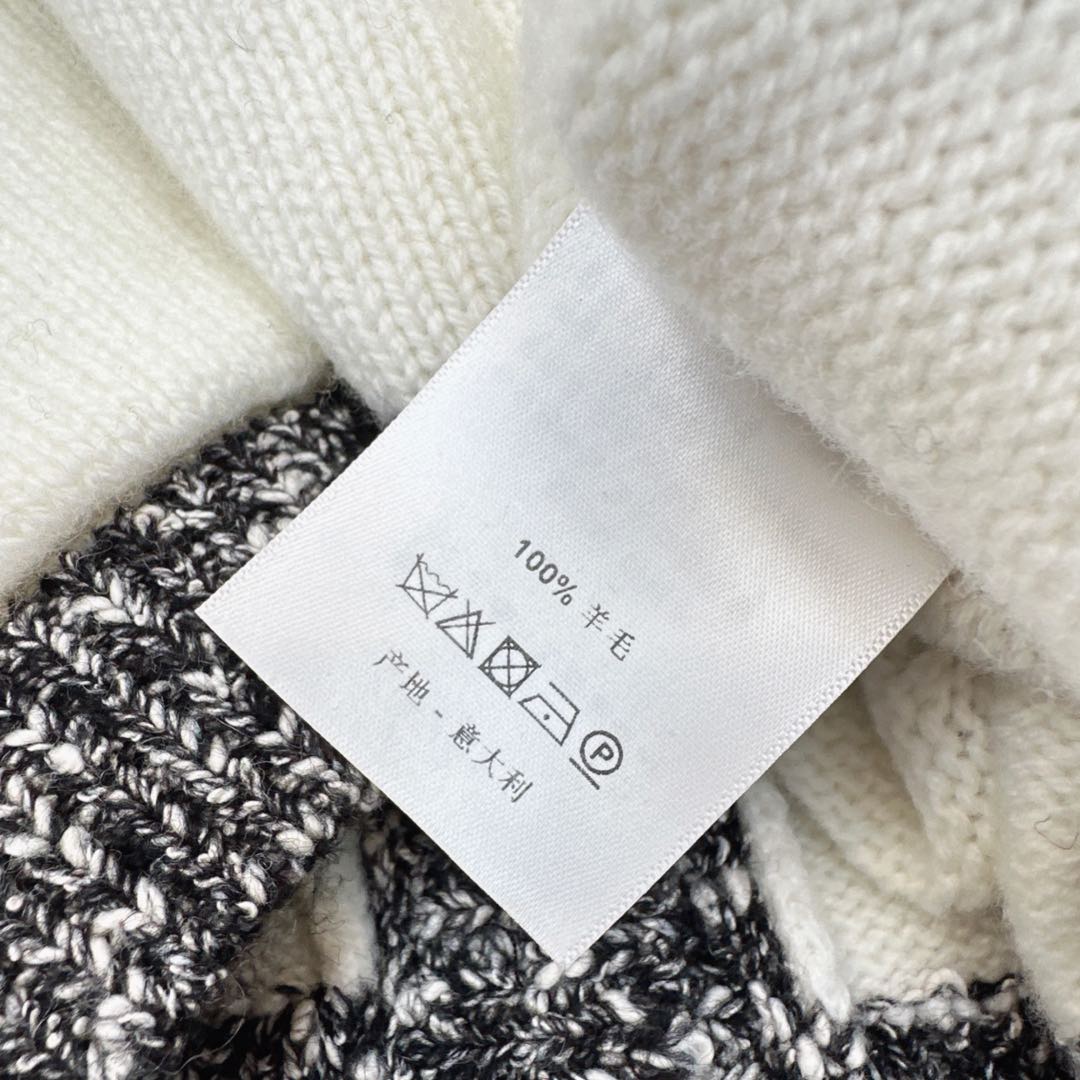 100% 羊毛
P
产地 - 意大利